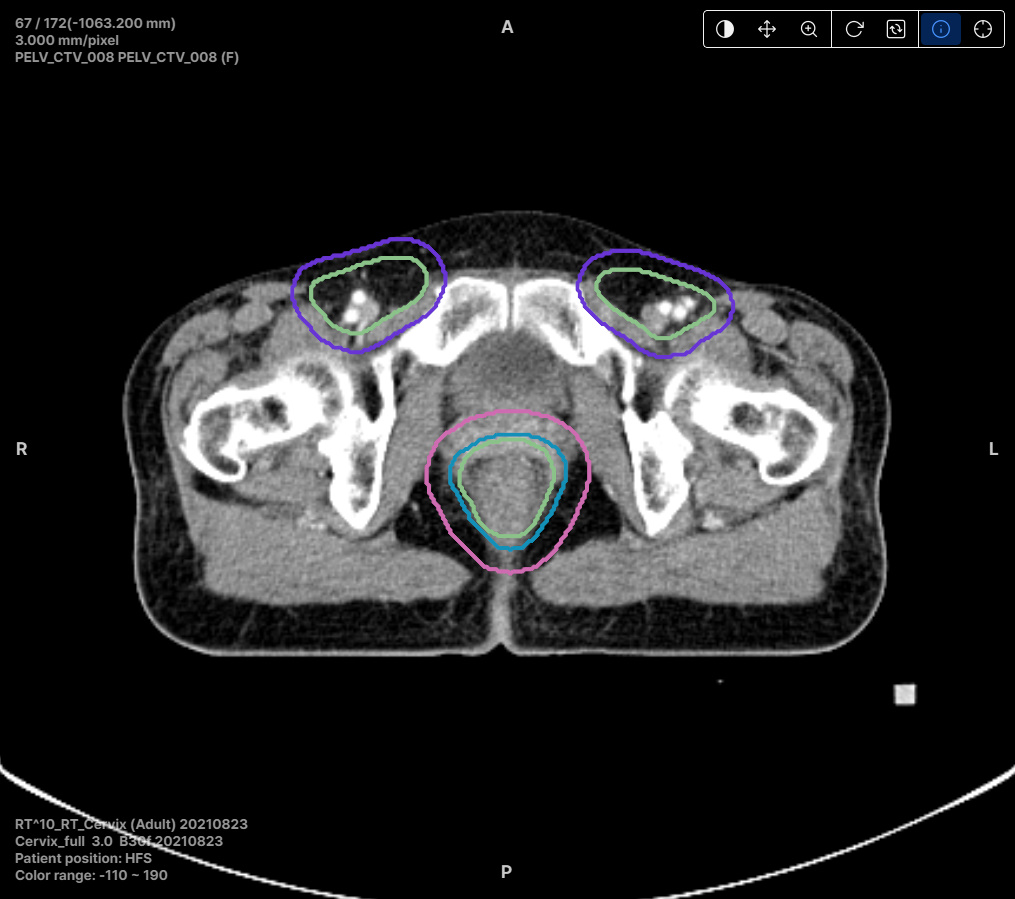 67 / 172(-1063.200 mm)
3.000 mm/pixel
PELV_CTV_008 PELV_CTV_008 (F)
A
R
L
RT^10_RT_Cervix (Adult) 20210823
Cervix_full 3.0 B30f 20210823
Patient position: HFS
Color range: -110 ~ 190
P